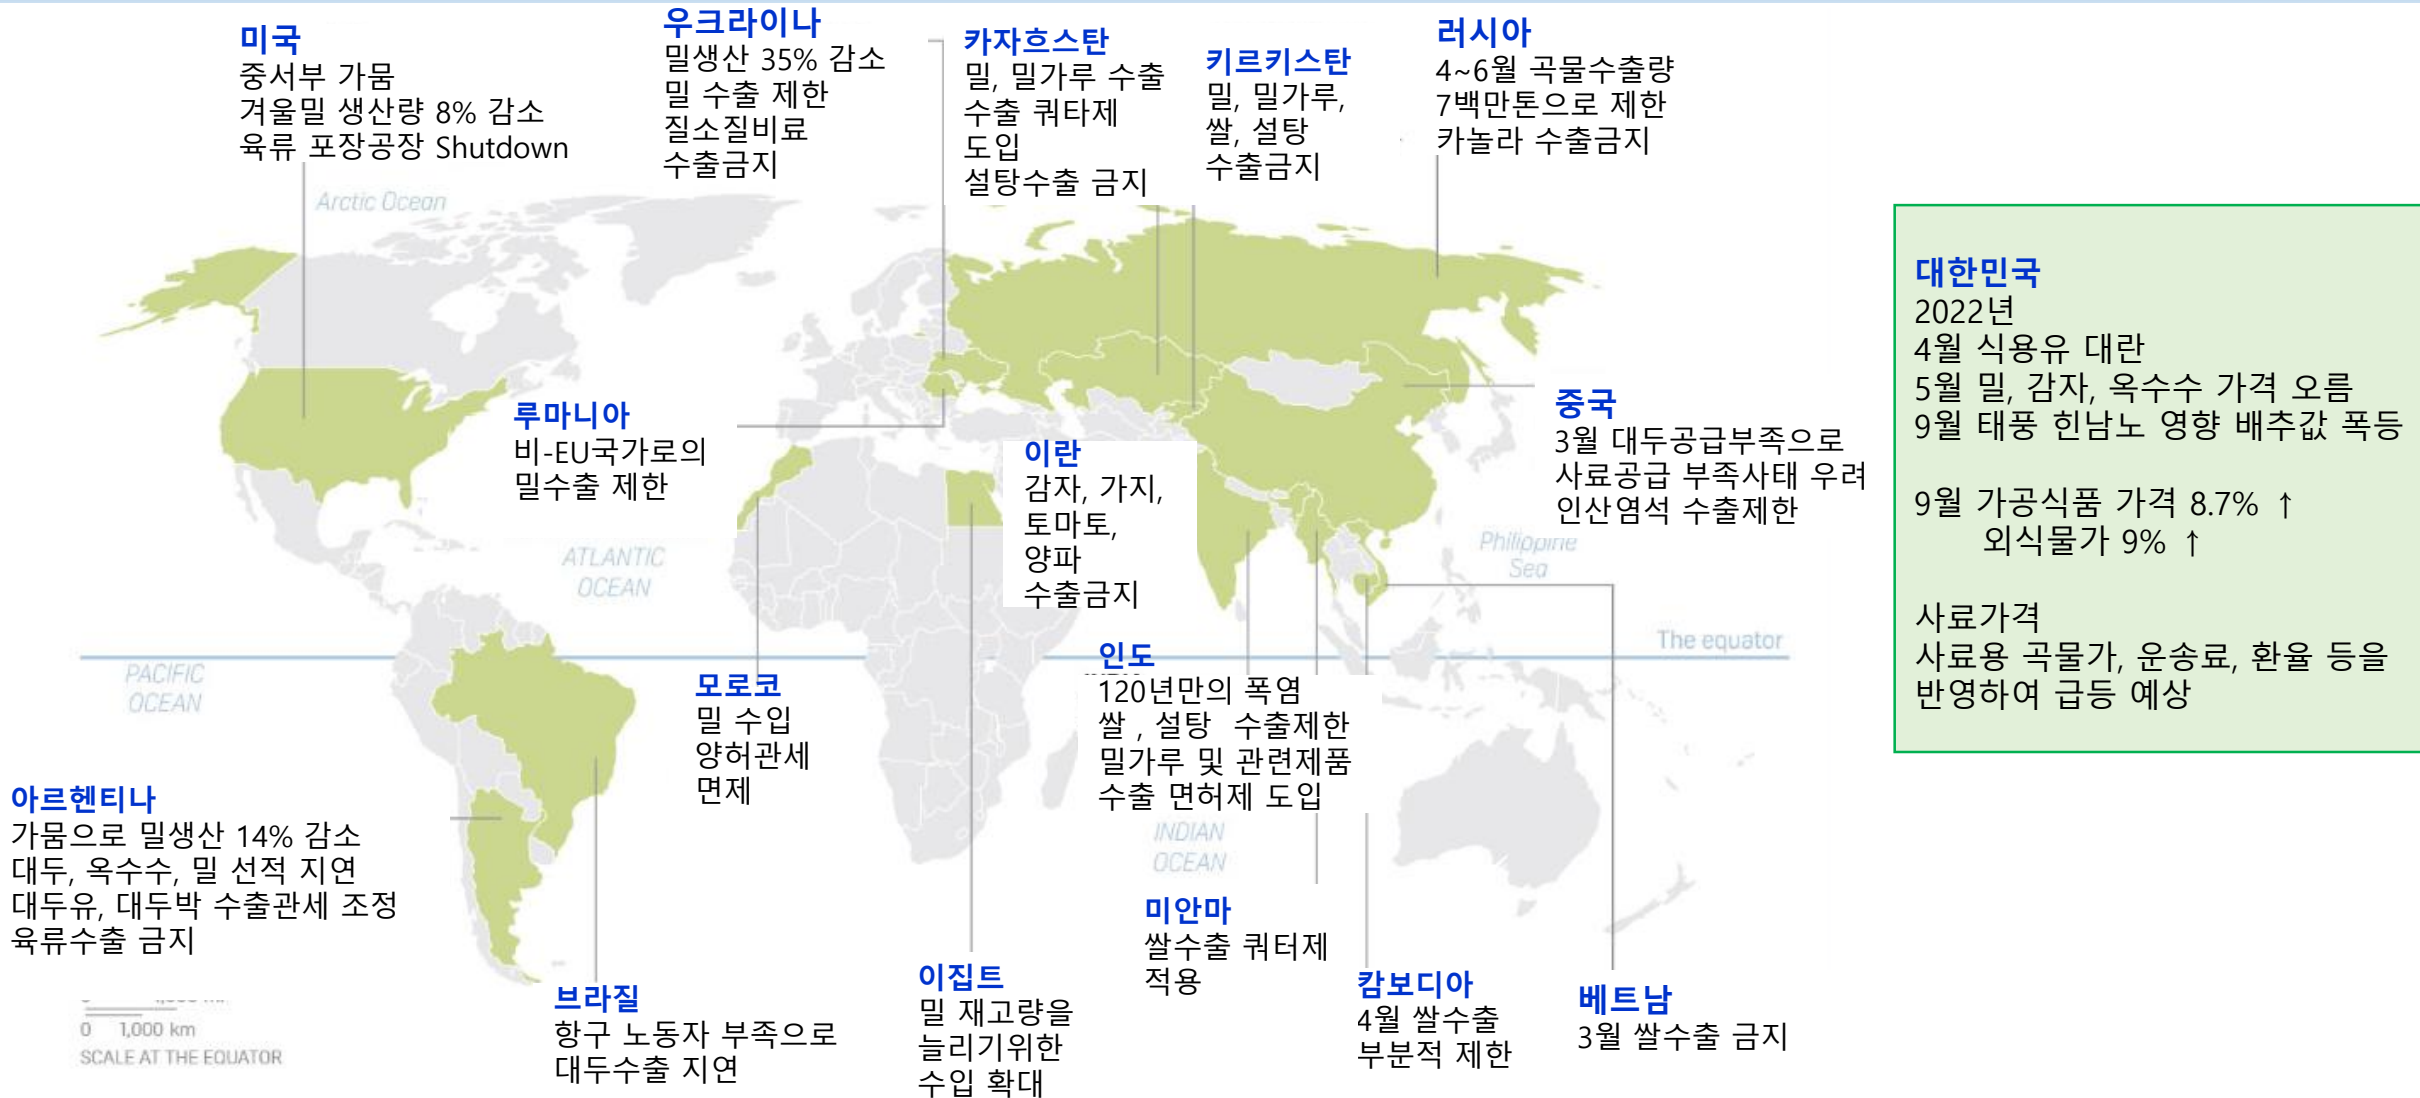 미국
중서부 가뭄
겨울밀 생산량 8% 감소
육류 포장공장 Shutdown
우크라이나
밀생산 35% 감소
밀 수출 제한
질소질비료
수출금지
카자흐스탄
밀, 밀가루 수출
수출 쿼타제
도입
설탕수출 금지
키르키스탄
밀, 밀가루,
쌀, 설탕
수출금지
러시아
4~6월 곡물수출량
7백만톤으로 제한
카놀라 수출금지
Arctic Ocean
대한민국
2022년
4월 식용유 대란
5월 밀, 감자, 옥수수 가격 오름
9월 태풍 힌남노 영향 배추값 폭등
9월 가공식품 가격 8.7% ↑
외식물가 9% ↑
사료가격
사료용 곡물가, 운송료, 환율 등을
반영하여 급등 예상
루마니아
비-EU국가로의
밀수출 제한
이란
감자, 가지,
토마토,
양파
수출금지
중국
3월 대두공급부족으로
사료공급 부족사태 우려
인산염석 수출제한
ATLANTIC
OCEAN
Philippine
Sea
The equator
PACIFIC
OCEAN
모로코
밀 수입
양허관세
면제
인도
120년만의 폭염
쌀 , 설탕 수출제한
밀가루 및 관련제품
수출 면허제 도입
INDIAN
OCEAN
아르헨티나
가뭄으로 밀생산 14% 감소
대두, 옥수수, 밀 선적 지연
대두유, 대두박 수출관세 조정
육류수출 금지
브라질
항구 노동자 부족으로
대두수출 지연
이집트
밀 재고량을
늘리기위한
수입 확대
미안마
쌀수출 쿼터제
적용
캄보디아
4월 쌀수출
부분적 제한
베트남
3월 쌀수출 금지
0 1,000 km
SCALE AT THE EQUATOR